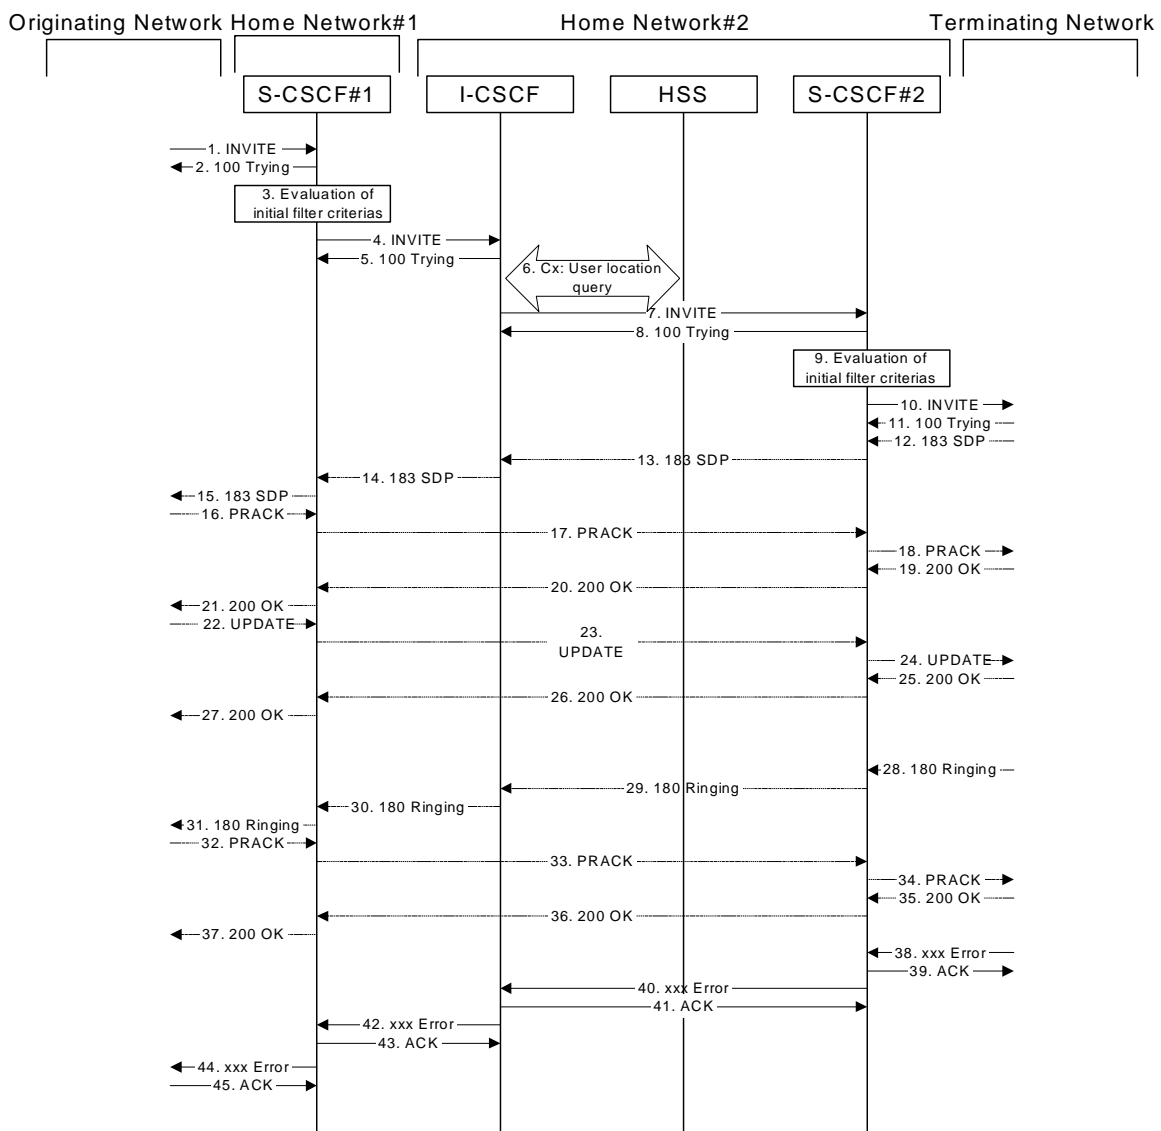 Originating Network Home Network#1 Home Network#2 Terminating Network
S-CSCF#1 I-CSCF HSS S-CSCF#2
1. INVITE
2. 100 Trying
3. Evaluation of
initial filter criterias
4. INVITE
5. 100 Trying
6. Cx: User location
query
7. INVITE
8. 100 Trying
9. Evaluation of
initial filter criterias
10. INVITE
11. 100 Trying
12. 183 SDP
13. 183 SDP
14. 183 SDP
15. 183 SDP
16. PRACK
17. PRACK
18. PRACK
19. 200 OK
20. 200 OK
21. 200 OK
22. UPDATE
23.
UPDATE
24. UPDATE
25. 200 OK
26. 200 OK
27. 200 OK
28. 180 Ringing
29. 180 Ringing
30. 180 Ringing
31. 180 Ringing
32. PRACK
33. PRACK
34. PRACK
35. 200 OK
36. 200 OK
37. 200 OK
38. xxx Error
39. ACK
40. xxx Error
41. ACK
42. xxx Error
43. ACK
44. xxx Error
45. ACK